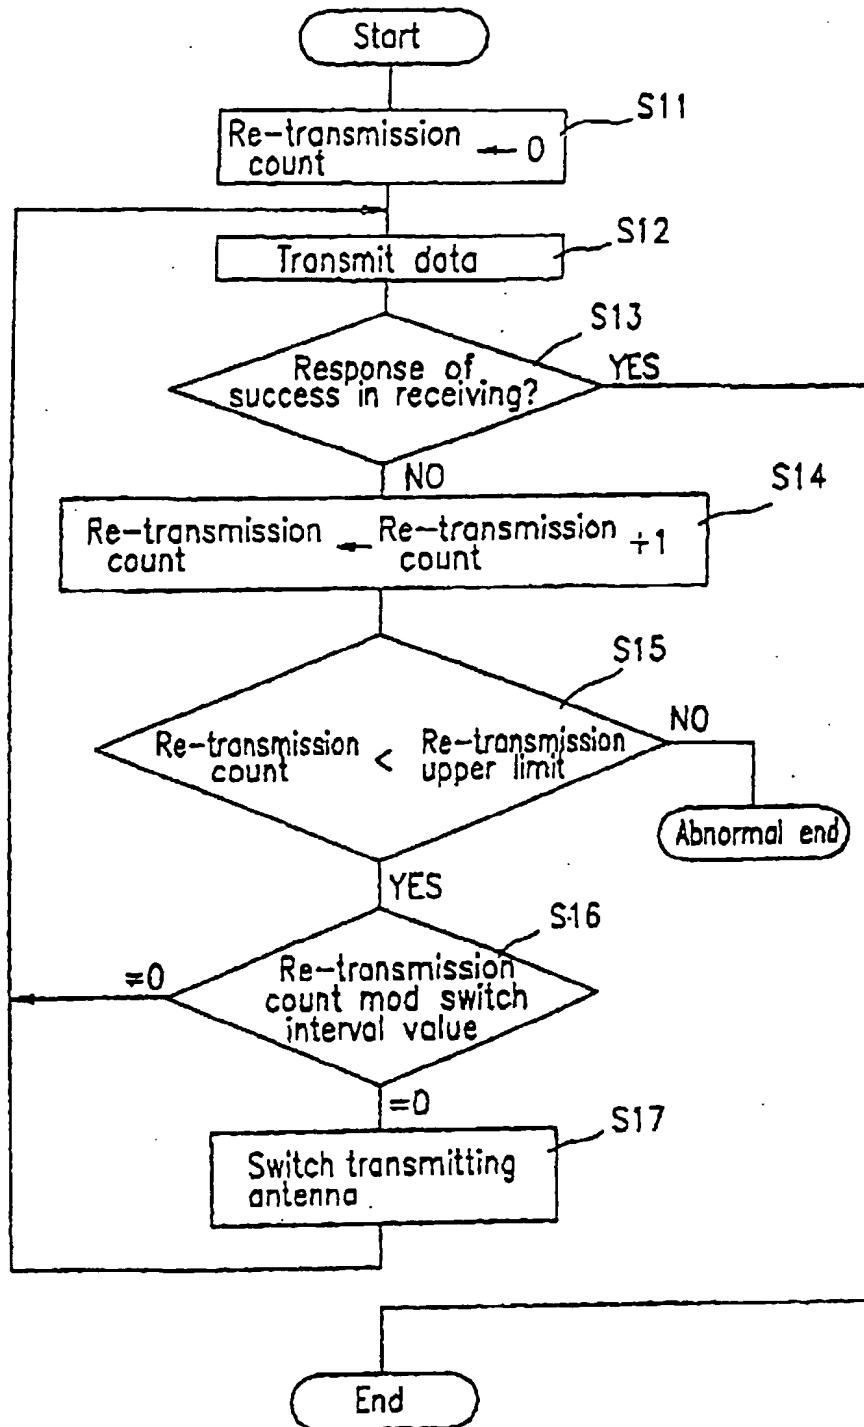 Start
S11
Re-transmission
count ← 0
S12
Transmit data
S13
Response of
success in receiving?
YES
NO
S14
Re-transmission ← Re-transmission +1
count count
S15
Re-transmission < Re-transmission
count upper limit
NO
Abnormal end
YES
S16
Re-transmission
count mod switch
interval value
≠0
=0
S17
Switch transmitting
antenna
End